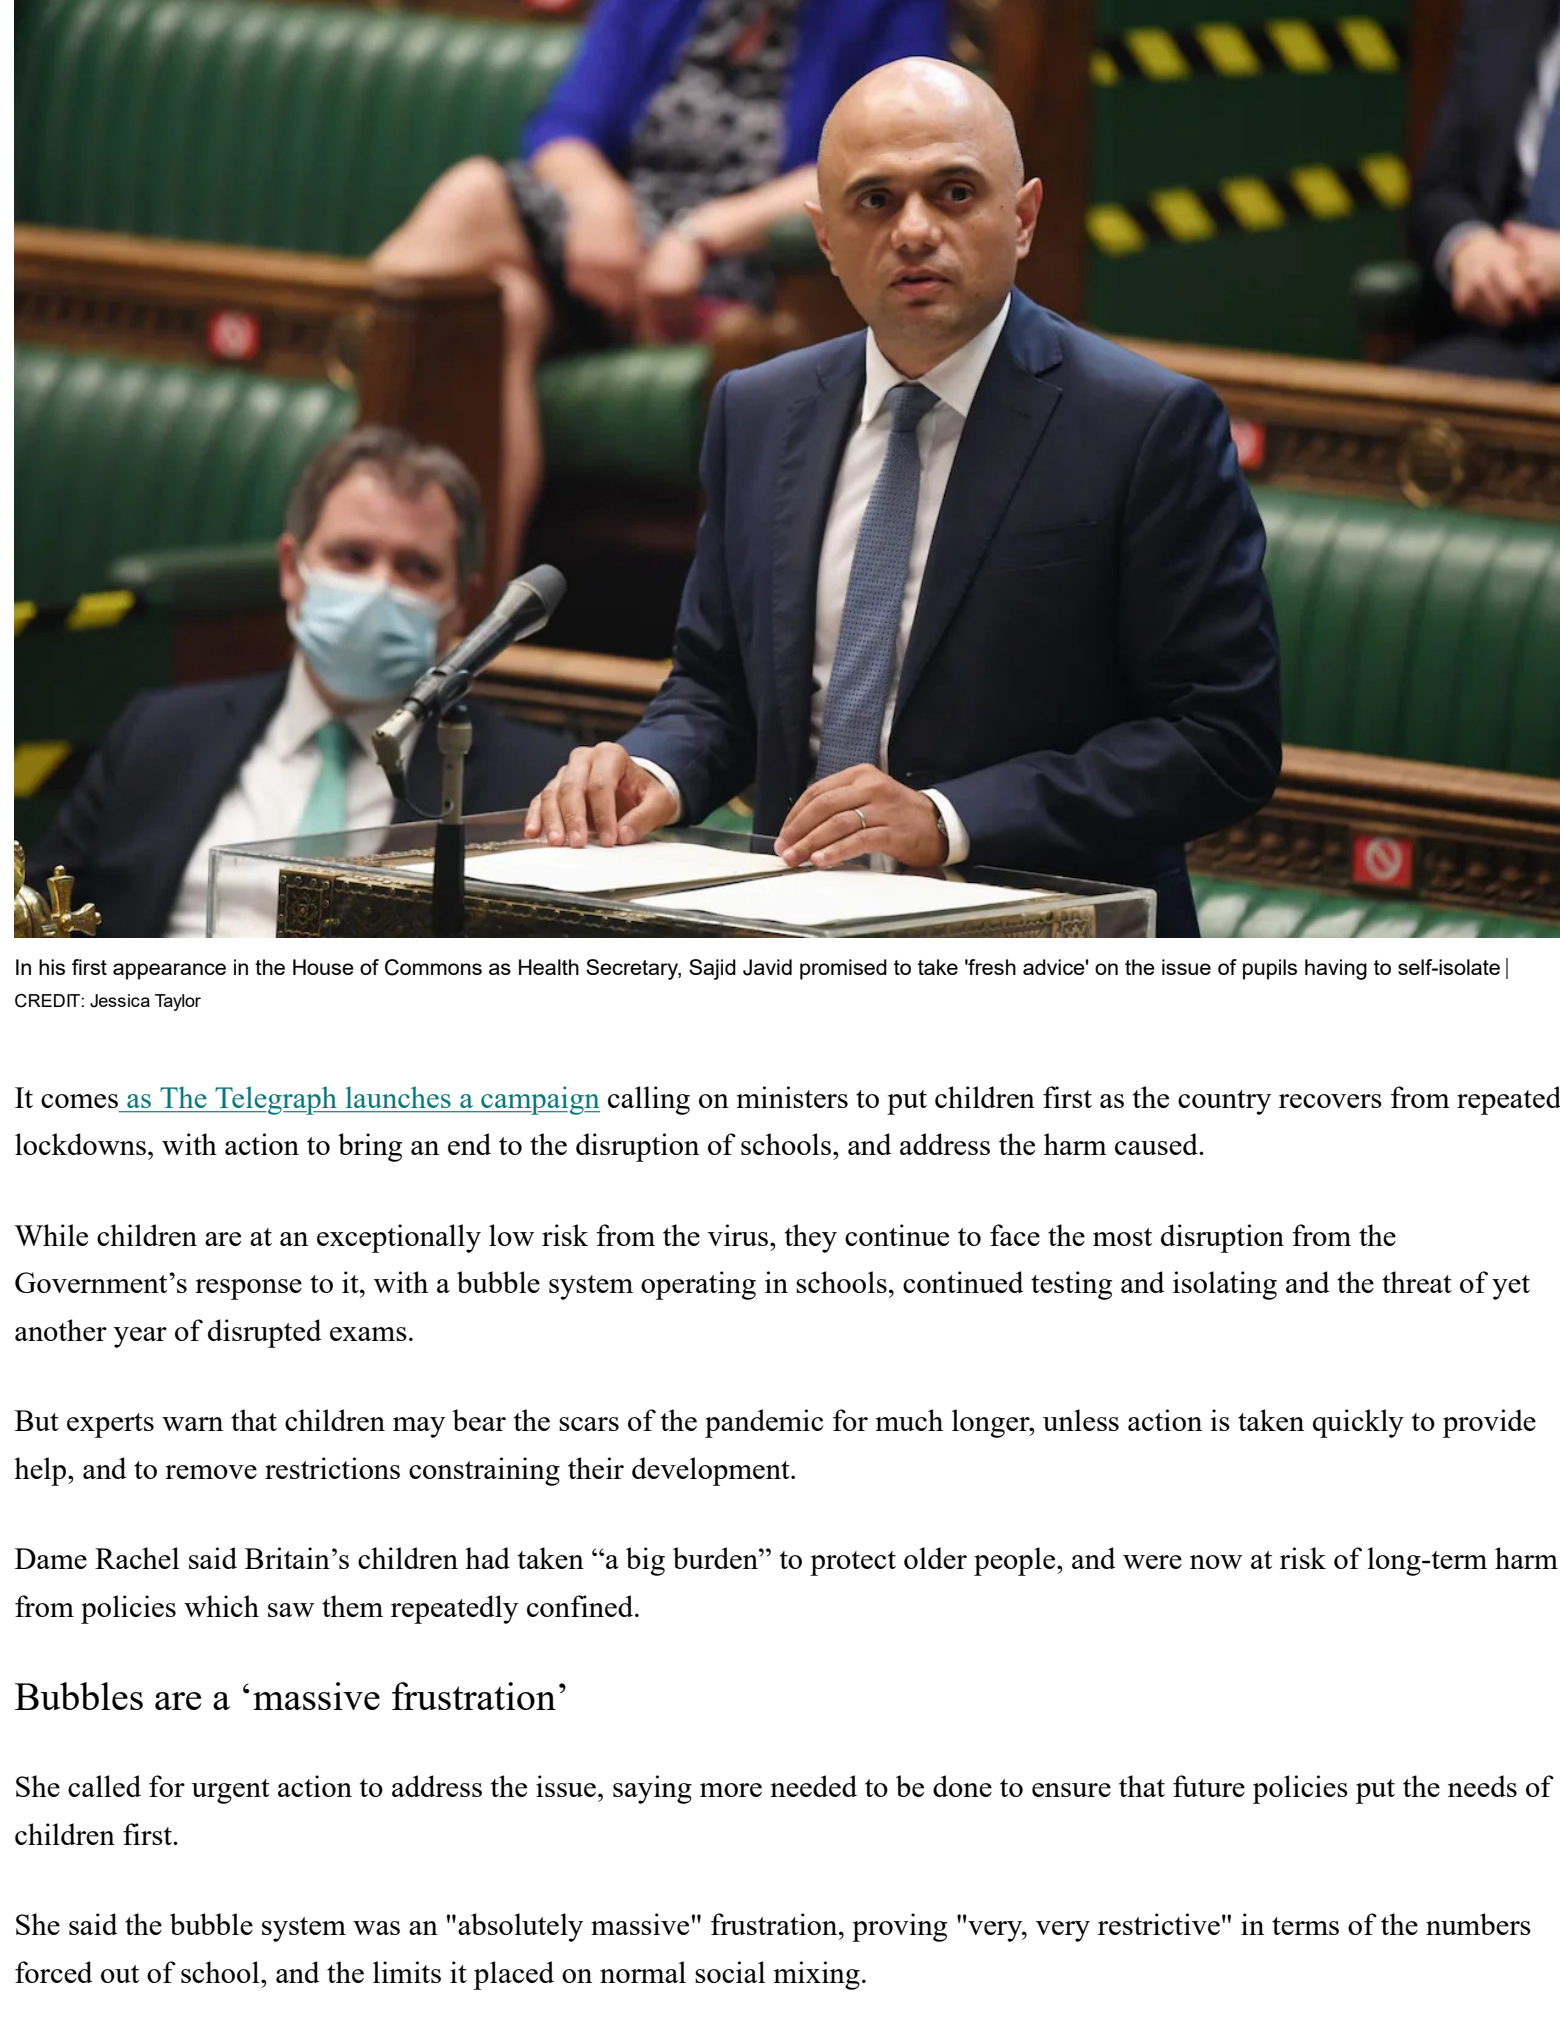 In his first appearance in the House of Commons as Health Secretary, Sajid Javid promised to take 'fresh advice' on the issue of pupils having to self-isolate |
CREDIT: Jessica Taylor
It comes as The Telegraph launches a campaign calling on ministers to put children first as the country recovers from repeated
lockdowns, with action to bring an end to the disruption of schools, and address the harm caused.
While children are at an exceptionally low risk from the virus, they continue to face the most disruption from the
Government’s response to it, with a bubble system operating in schools, continued testing and isolating and the threat of yet
another year of disrupted exams.
But experts warn that children may bear the scars of the pandemic for much longer, unless action is taken quickly to provide
help, and to remove restrictions constraining their development.
Dame Rachel said Britain’s children had taken “a big burden” to protect older people, and were now at risk of long-term harm
from policies which saw them repeatedly confined.
Bubbles are a ‘massive frustration’
She called for urgent action to address the issue, saying more needed to be done to ensure that future policies put the needs of
children first.
She said the bubble system was an "absolutely massive" frustration, proving "very, very restrictive" in terms of the numbers
forced out of school, and the limits it placed on normal social mixing.